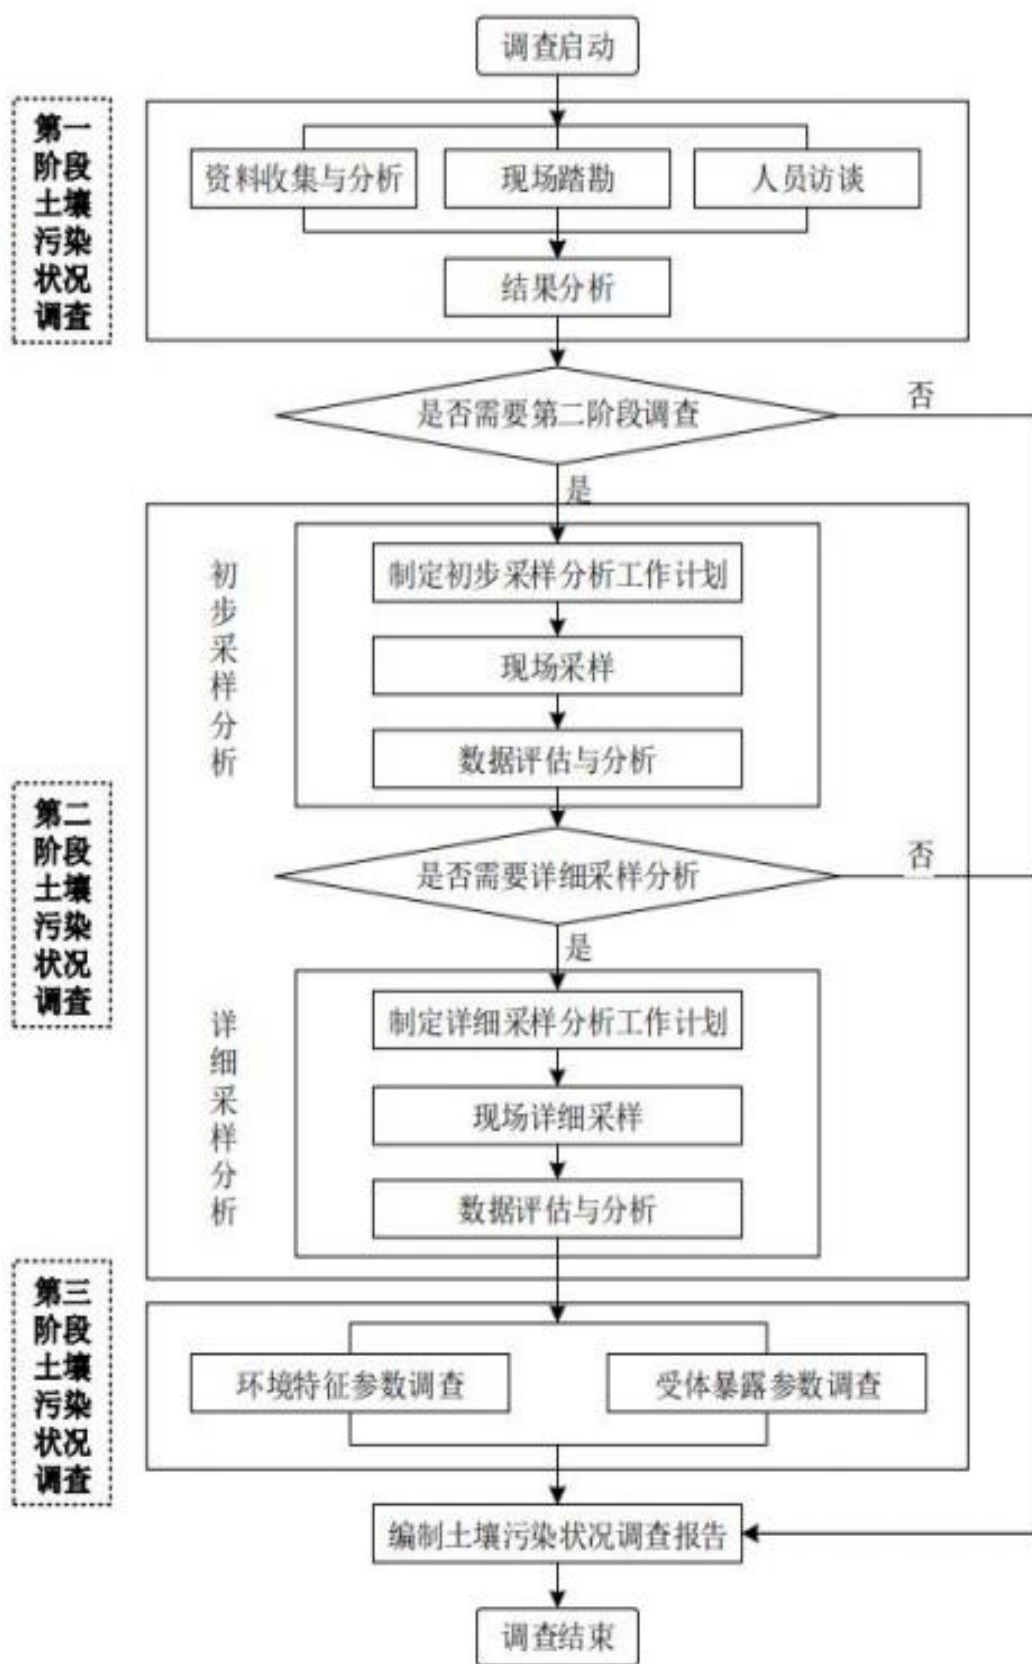 调查启动
第一
阶段
土壤
污染
状况
调查
资料收集与分析
现场踏勘
人员访谈
结果分析
是否需要第二阶段调查
否
是
初
步
采
样
分
析
制定初步采样分析工作计划
现场采样
数据评估与分析
第二
阶段
土壤
污染
状况
调查
是否需要详细采样分析
否
是
详
细
采
样
分
析
制定详细采样分析工作计划
现场详细采样
数据评估与分析
第三
阶段
土壤
污染
状况
调查
环境特征参数调查
受体暴露参数调查
编制土壤污染状况调查报告
调查结束